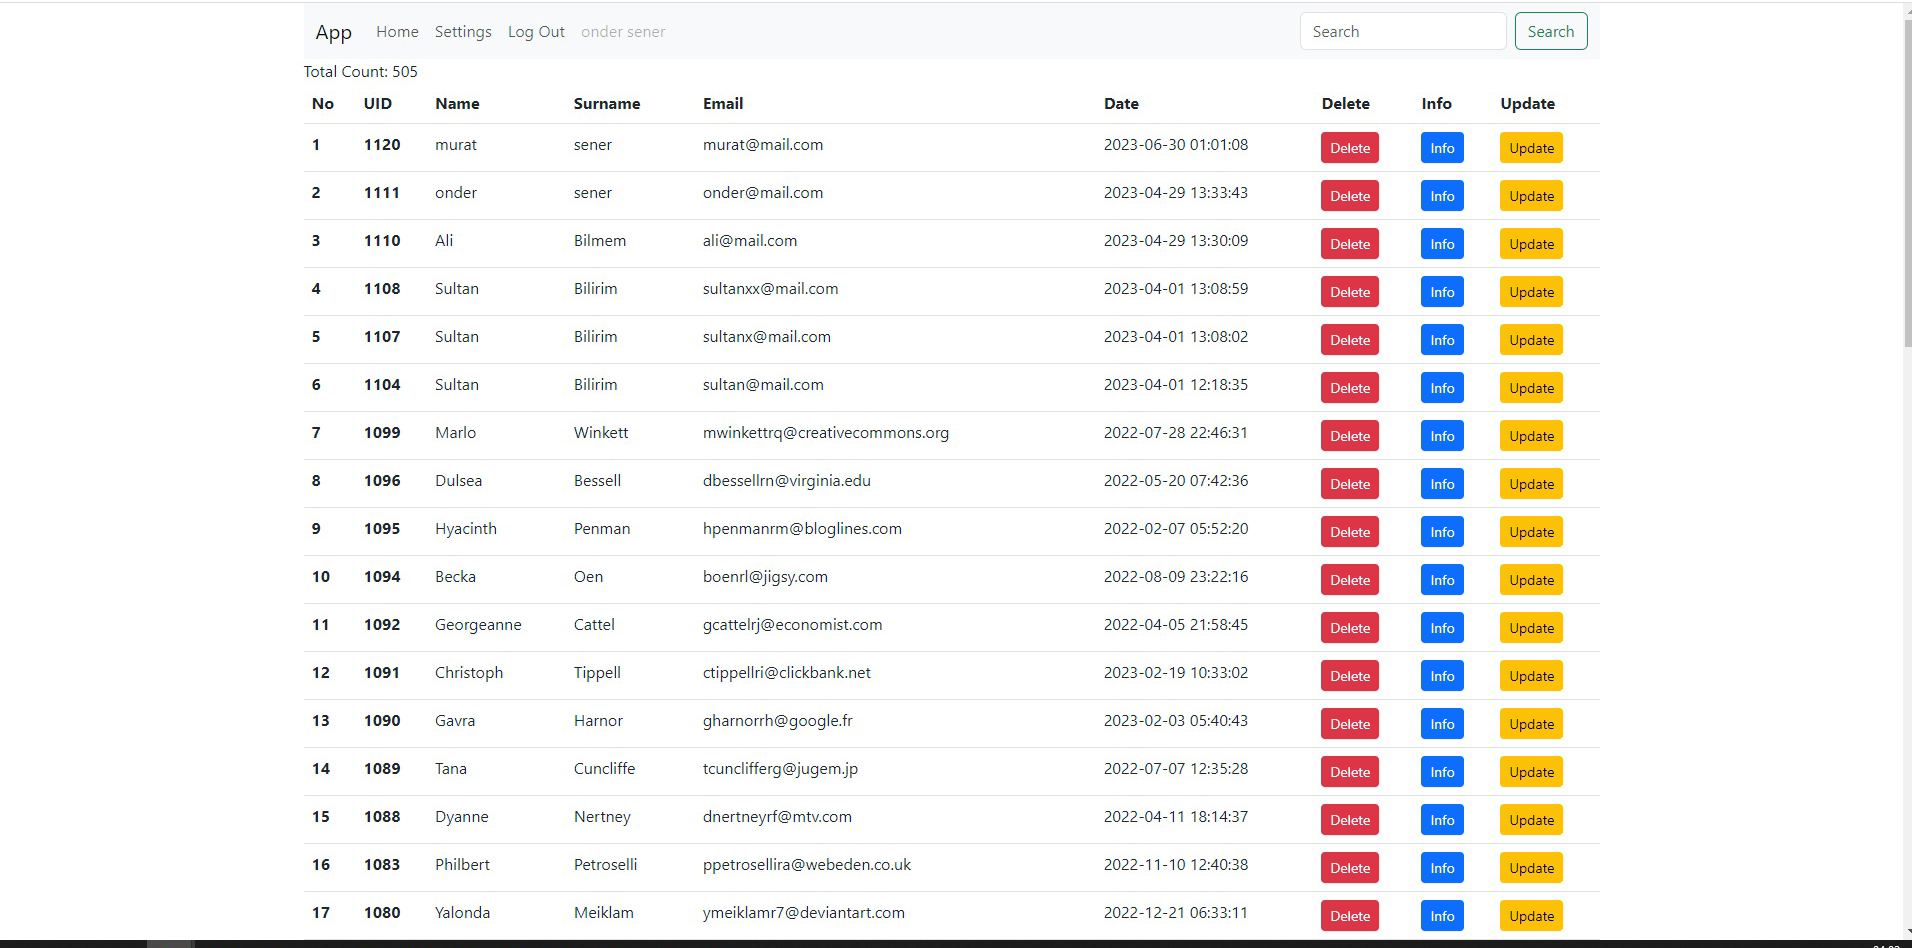 App Home Settings Log Out onder sener Search Search
Total Count: 505
No UID Name Surname Email Date Delete Info Update
1 1120 murat sener murat@mail.com 2023-06-30 01:01:08 Delete Info Update
2 1111 onder sener onder@mail.com 2023-04-29 13:33:43 Delete Info Update
3 1110 Ali Bilmem ali@mail.com 2023-04-29 13:30:09 Delete Info Update
4 1108 Sultan Bilirim sultanxx@mail.com 2023-04-01 13:08:59 Delete Info Update
5 1107 Sultan Bilirim sultanx@mail.com 2023-04-01 13:08:02 Delete Info Update
6 1104 Sultan Bilirim sultan@mail.com 2023-04-01 12:18:35 Delete Info Update
7 1099 Marlo Winkett mwinkettrq@creativecommons.org 2022-07-28 22:46:31 Delete Info Update
8 1096 Dulsea Bessell dbessellrn@virginia.edu 2022-05-20 07:42:36 Delete Info Update
9 1095 Hyacinth Penman hpenmanrm@bloglines.com 2022-02-07 05:52:20 Delete Info Update
10 1094 Becka Oen boenrl@jigsy.com 2022-08-09 23:22:16 Delete Info Update
11 1092 Georgeanne Cattel gcattelrj@economist.com 2022-04-05 21:58:45 Delete Info Update
12 1091 Christoph Tippell ctippellri@clickbank.net 2023-02-19 10:33:02 Delete Info Update
13 1090 Gavra Harnor gharnorrh@google.fr 2023-02-03 05:40:43 Delete Info Update
14 1089 Tana Cuncliffe tcunclifferg@jugem.jp 2022-07-07 12:35:28 Delete Info Update
15 1088 Dyanne Nertney dnertneyrf@mtv.com 2022-04-11 18:14:37 Delete Info Update
16 1083 Philbert Petroselli ppetrosellira@webeden.co.uk 2022-11-10 12:40:38 Delete Info Update
17 1080 Yalonda Meiklam ymeiklamr7@deviantart.com 2022-12-21 06:33:11 Delete Info Update